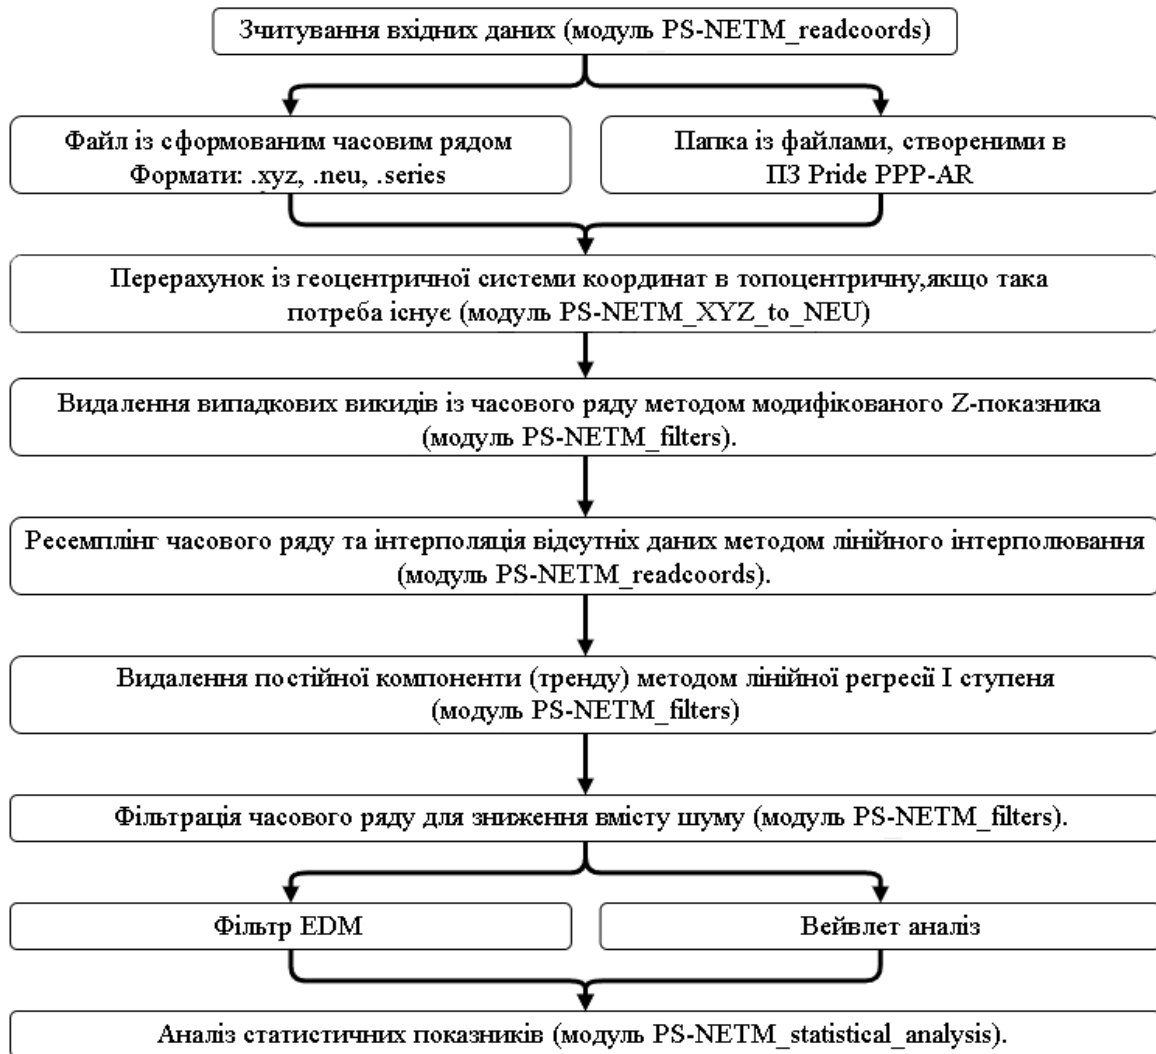 Зчитування вхідних даних (модуль PS-NETM_readcoords)
Файл із сформованим часовим рядом
Формати: .xyz, .neu, .series
Папка із файлами, створеними в
ПЗ Pride PPP-AR
Перерахунок із геоцентричної системи координат в топоцентричну,якщо така
потреба існує (модуль PS-NETM_XYZ_to_NEU)
Видалення випадкових викидів із часового ряду методом модифікованого Z-показника
(модуль PS-NETM_filters).
Ресемплінг часового ряду та інтерполяція відсутніх даних методом лінійного інтерполювання
(модуль PS-NETM_readcoords).
Видалення постійної компоненти (тренду) методом лінійної регресії I ступеня
(модуль PS-NETM_filters)
Фільтрація часового ряду для зниження вмісту шуму (модуль PS-NETM_filters).
Фільтр EDM
Вейвлет аналіз
Аналіз статистичних показників (модуль PS-NETM_statistical_analysis).